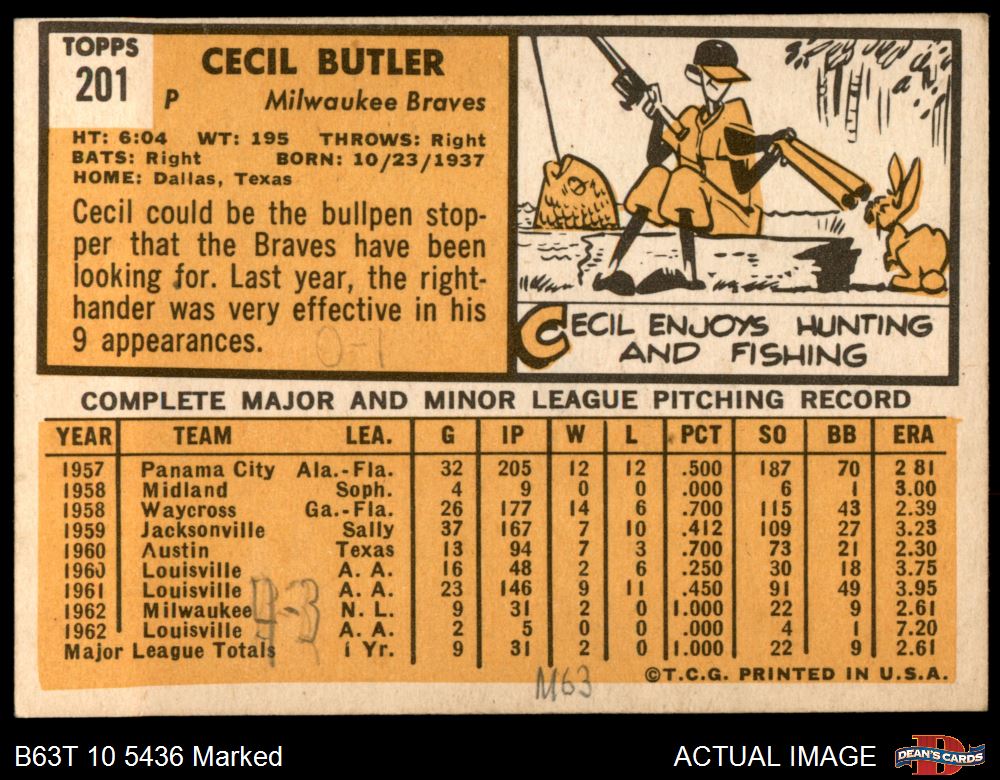 TOPPS
201
CECIL BUTLER
P Milwaukee Braves
HT: 6:04 WT: 195 THROWS: Right
BATS: Right BORN: 10/23/1937
HOME: Dallas, Texas
Cecil could be the bullpen stop-
per that the Braves have been
looking for. Last year, the right-
hander was very effective in his
9 appearances.
0-1
CECIL ENJOYS HUNTING
AND FISHING
COMPLETE MAJOR AND MINOR LEAGUE PITCHING RECORD
YEAR TEAM LEA. G IP W L PCT SO BB ERA
1957 Panama City Ala.-Fla. 32 205 12 12 .500 187 70 2 81
1958 Midland Soph. 4 9 0 0 .000 6 1 3.00
1958 Waycross Ga.-Fla. 26 177 14 6 .700 115 43 2.39
1959 Jacksonville Sally 37 167 7 10 .412 109 27 3.23
1960 Austin Texas 13 94 7 3 .700 73 21 2.30
1960 Louisville A. A. 16 48 2 6 .250 30 18 3.75
1961 Louisville A. A. 23 146 9 11 .450 91 49 3.95
1962 Milwaukee N. L. 9 31 2 0 1.000 22 9 2.61
1962 Louisville A. A. 2 5 0 0 .000 4 1 7.20
Major League Totals 1 Yr. 9 31 2 0 1.000 22 9 2.61
9-3
M63
©T.C.G. PRINTED IN U.S.A.
B63T 10 5436 Marked
ACTUAL IMAGE
DEAN'S CARDS